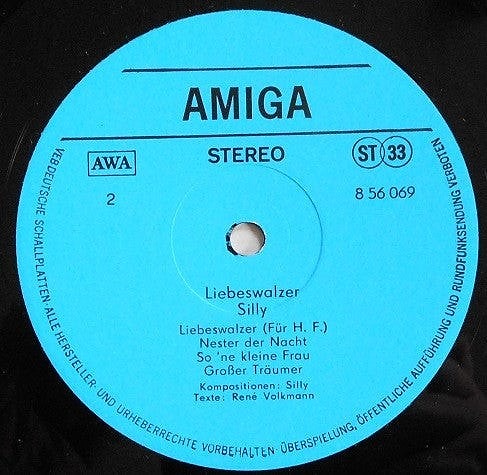 AMIGA
AWA
STEREO
ST 33
2
8 56 069
Liebeswalzer
Silly
Liebeswalzer (Für H. F.)
Nester der Nacht
So 'ne kleine Frau
Großer Träumer
Kompositionen: Silly
Texte: René Volkmann
VEB DEUTSCHE SCHALLPLATTEN · ALLE HERSTELLER- UND URHEBERRECHTE VORBEHALTEN · ÜBERSPIELUNG, ÖFFENTLICHE AUFFÜHRUNG UND RUNDFUNKSENDUNG VERBOTEN